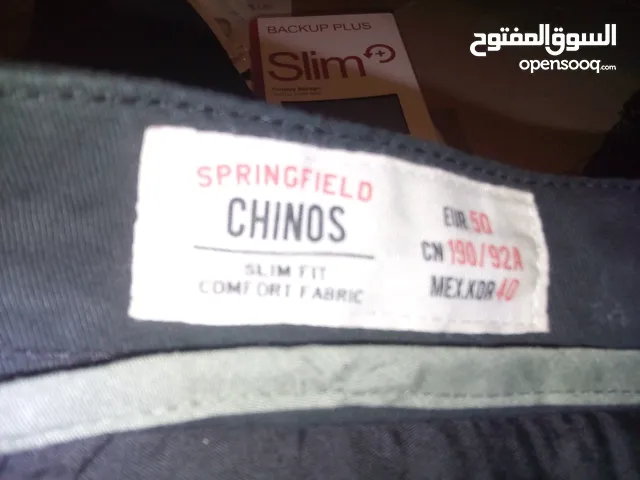 BACKUP PLUS
Slim
السوق المفتوح
opensooq.com
SPRINGFIELD
CHINOS
SLIM FIT
COMFORT FABRIC
EUR 50
CN 190/92A
MEX.KOR 40